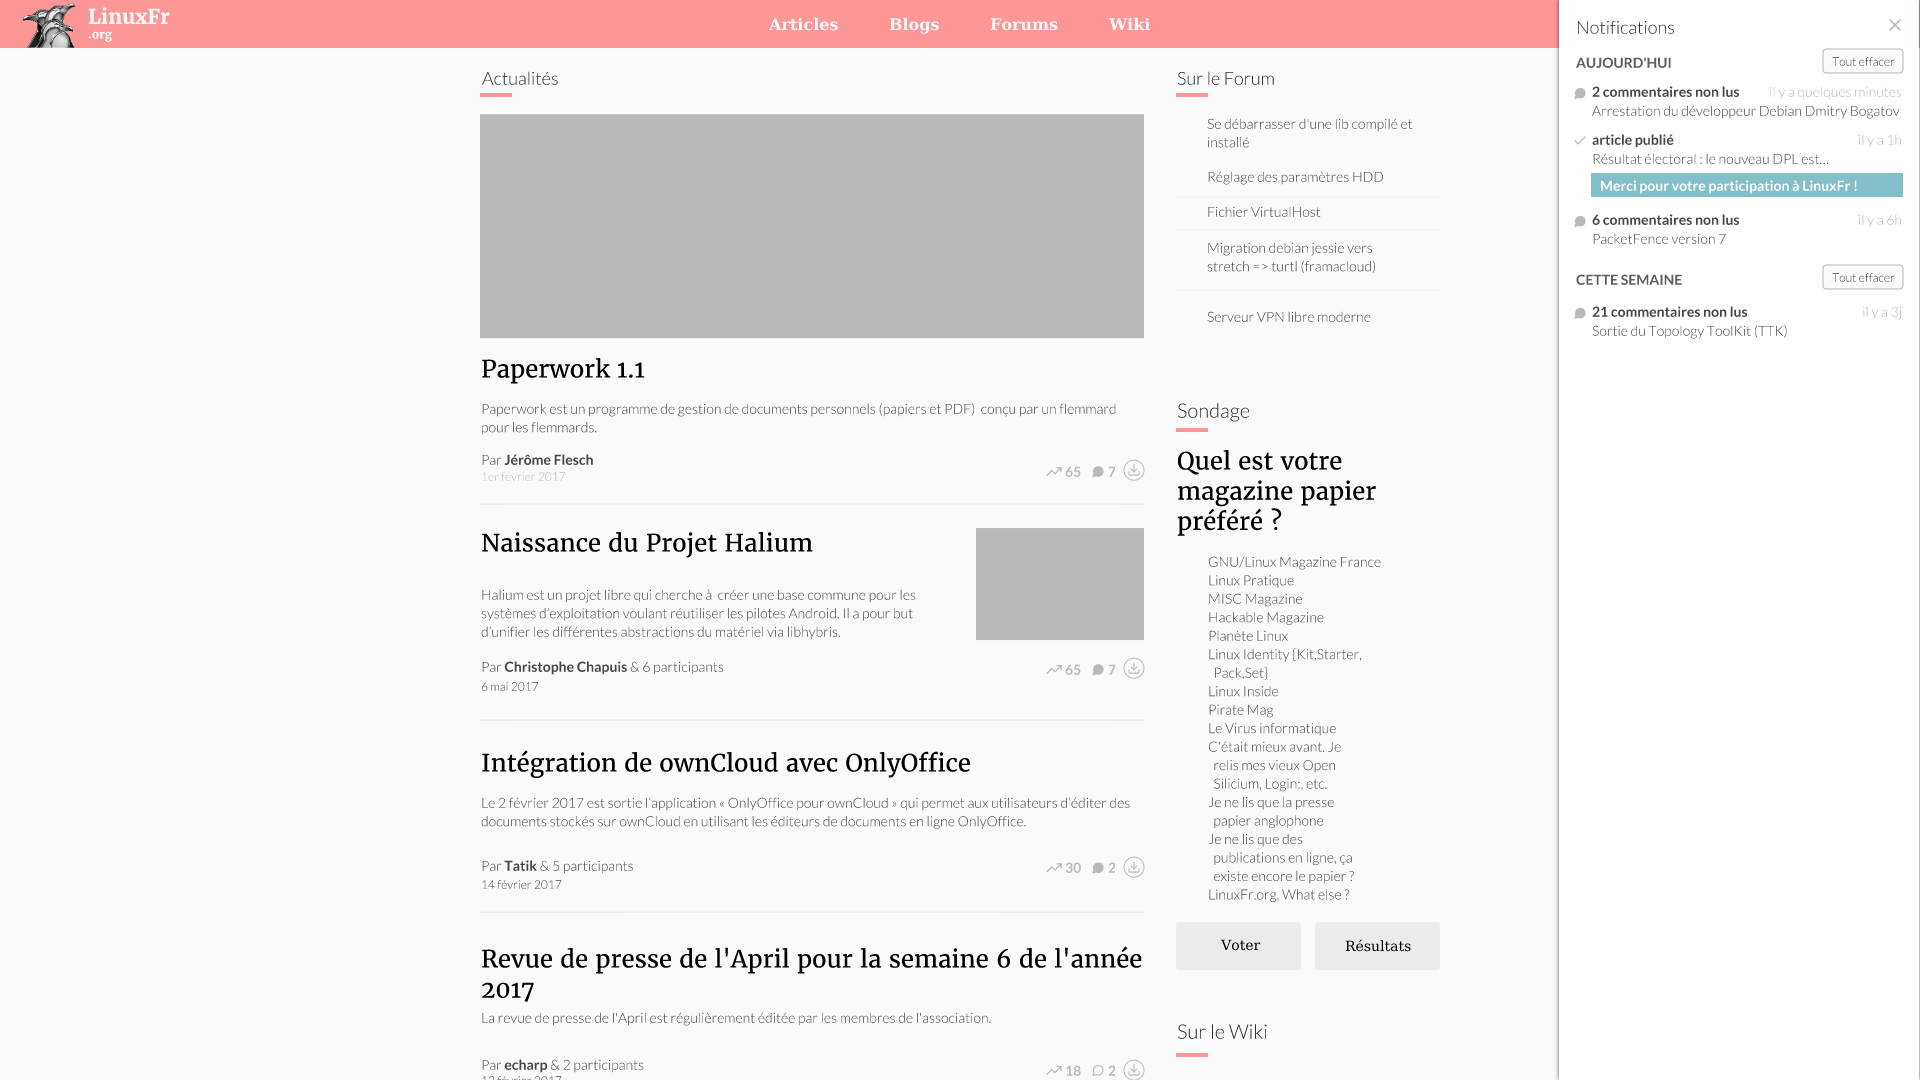 LinuxFr
.org
Articles
Blogs
Forums
Wiki
Actualités
Paperwork 1.1
Paperwork est un programme de gestion de documents personnels (papiers et PDF)  conçu par un flemmard
pour les flemmards.
Par Jérôme Flesch
1er février 2017
65
7
Naissance du Projet Halium
Halium est un projet libre qui cherche à  créer une base commune pour les
systèmes d’exploitation voulant réutiliser les pilotes Android. Il a pour but
d’unifier les différentes abstractions du matériel via libhybris.
Par Christophe Chapuis & 6 participants
6 mai 2017
65
7
Intégration de ownCloud avec OnlyOffice
Le 2 février 2017 est sortie l’application « OnlyOffice pour ownCloud » qui permet aux utilisateurs d’éditer des
documents stockés sur ownCloud en utilisant les éditeurs de documents en ligne OnlyOffice.
Par Tatik & 5 participants
14 février 2017
30
2
Revue de presse de l'April pour la semaine 6 de l'année
2017
La revue de presse de l'April est régulièrement éditée par les membres de l'association.
Par echarp & 2 participants
18
2
Sur le Forum
Se débarrasser d'une lib compilé et
installé
Réglage des paramètres HDD
Fichier VirtualHost
Migration debian jessie vers
stretch => turtl (framacloud)
Serveur VPN libre moderne
Sondage
Quel est votre
magazine papier
préféré ?
GNU/Linux Magazine France
Linux Pratique
MISC Magazine
Hackable Magazine
Planète Linux
Linux Identity {Kit,Starter,
Pack,Set}
Linux Inside
Pirate Mag
Le Virus informatique
C'était mieux avant. Je
relis mes vieux Open
Silicium, Login:, etc.
Je ne lis que la presse
papier anglophone
Je ne lis que des
publications en ligne, ça
existe encore le papier ?
LinuxFr.org, What else ?
Voter
Résultats
Sur le Wiki
Notifications
AUJOURD'HUI
Tout effacer
2 commentaires non lus
il y a quelques minutes
Arrestation du développeur Debian Dmitry Bogatov
article publié
il y a 1h
Résultat électoral : le nouveau DPL est…
Merci pour votre participation à LinuxFr !
6 commentaires non lus
il y a 6h
PacketFence version 7
CETTE SEMAINE
Tout effacer
21 commentaires non lus
il y a 3j
Sortie du Topology ToolKit (TTK)